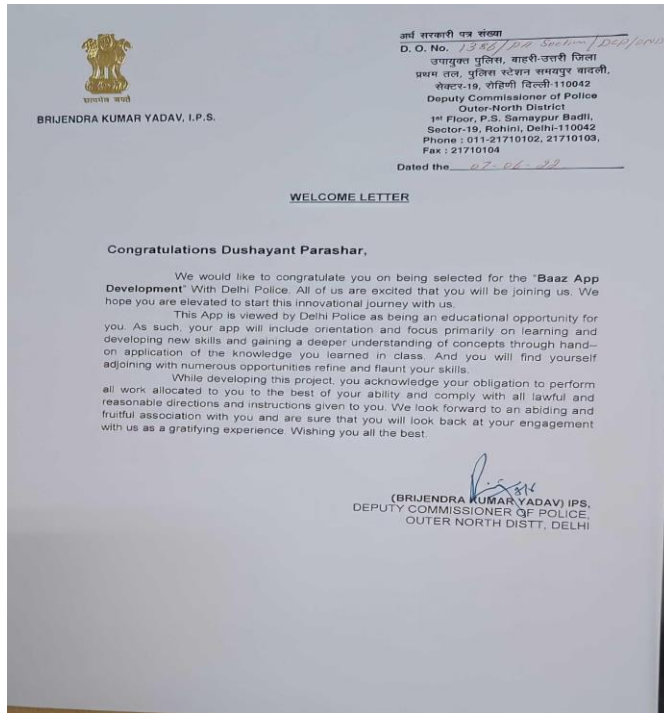 सत्यमेव जयते
BRIJENDRA KUMAR YADAV, I.P.S.
अर्ध सरकारी पत्र संख्या
D. O. No. 1386/PA Section/DCP/OND
उपायुक्त पुलिस, बाहरी-उत्तरी जिला
प्रथम तल, पुलिस स्टेशन समयपुर बादली,
सेक्टर-19, रोहिणी दिल्ली-110042
Deputy Commissioner of Police
Outer-North District
1st Floor, P.S. Samaypur Badli,
Sector-19, Rohini, Delhi-110042
Phone : 011-21710102, 21710103,
Fax : 21710104
Dated the 07-06-22
WELCOME LETTER
Congratulations Dushayant Parashar,
We would like to congratulate you on being selected for the "Baaz App
Development" With Delhi Police. All of us are excited that you will be joining us. We
hope you are elevated to start this innovational journey with us.
This App is viewed by Delhi Police as being an educational opportunity for
you. As such, your app will include orientation and focus primarily on learning and
developing new skills and gaining a deeper understanding of concepts through hand–
on application of the knowledge you learned in class. And you will find yourself
adjoining with numerous opportunities refine and flaunt your skills.
While developing this project, you acknowledge your obligation to perform
all work allocated to you to the best of your ability and comply with all lawful and
reasonable directions and instructions given to you. We look forward to an abiding and
fruitful association with you and are sure that you will look back at your engagement
with us as a gratifying experience. Wishing you all the best.
(BRIJENDRA KUMAR YADAV) IPS,
DEPUTY COMMISSIONER OF POLICE,
OUTER NORTH DISTT, DELHI